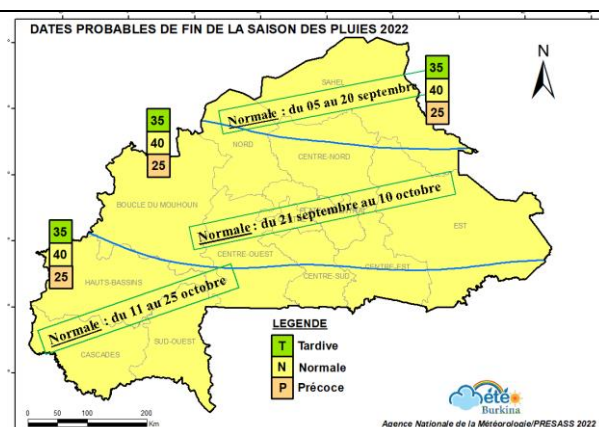 DATES PROBABLES DE FIN DE LA SAISON DES PLUIES 2022
N
35
40
25
SAHEL
Normale : du 05 au 20 septembre
35
40
25
NORD
CENTRE-NORD
BOUCLE DU MOUHOUN
Normale : du 21 septembre au 10 octobre
EST
35
40
25
CENTRE-OUEST
CENTRE-EST
CENTRE-SUD
HAUTS-BASSINS
Normale : du 11 au 25 octobre
SUD-OUEST
CASCADES
LEGENDE
T Tardive
N Normale
P Précoce
0 50 100 200
Km
Météo
Burkina
Agence Nationale de la Météorologie/PRESASS 2022